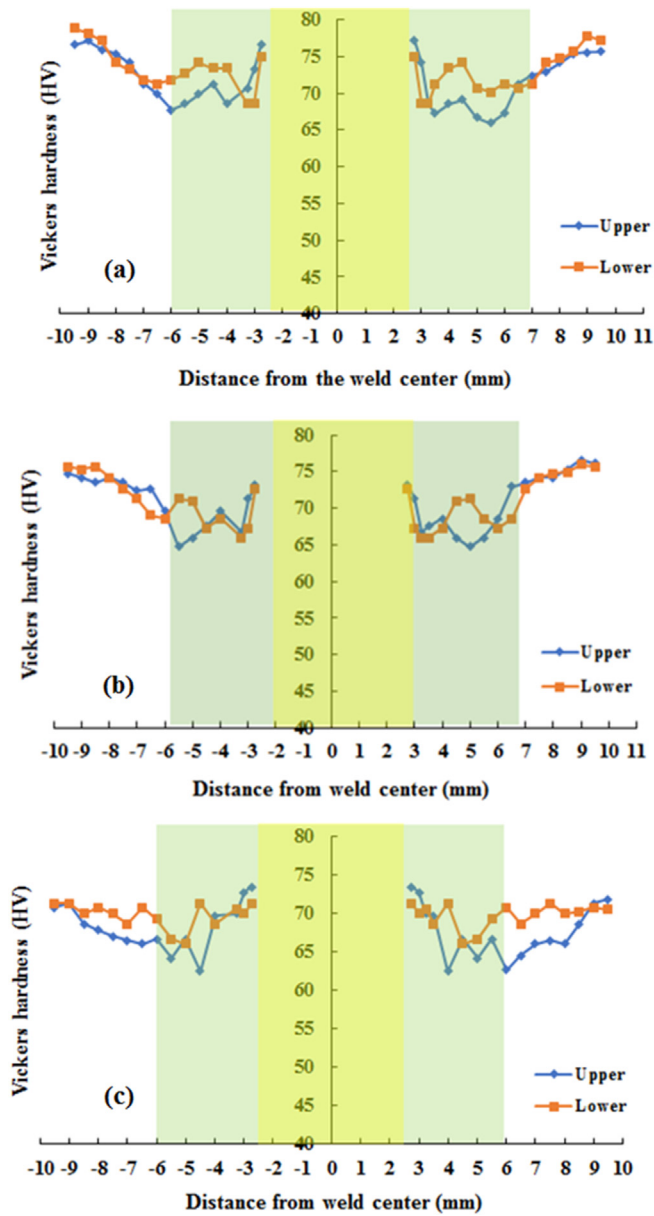 Vickers hardness (HV)
80
75
70
65
60
55
50
45
40
(a)
Upper
Lower
-10 -9 -8 -7 -6 -5 -4 -3 -2 -1 0 1 2 3 4 5 6 7 8 9 10 11
Distance from the weld center (mm)
Vickers hardness (HV)
80
75
70
65
60
55
50
45
40
(b)
Upper
Lower
-10 -9 -8 -7 -6 -5 -4 -3 -2 -1 0 1 2 3 4 5 6 7 8 9 10 11
Distance from weld center (mm)
Vickers hardness (HV)
80
75
70
65
60
55
50
45
40
(c)
Upper
Lower
-10 -9 -8 -7 -6 -5 -4 -3 -2 -1 0 1 2 3 4 5 6 7 8 9 10 11
Distance from weld center (mm)